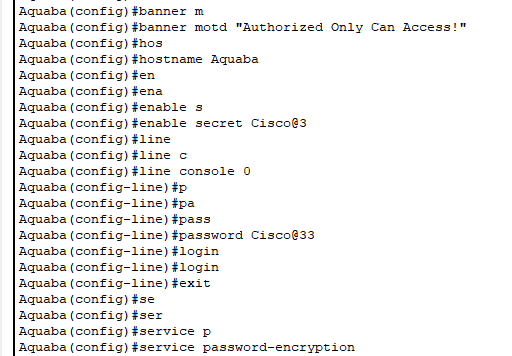 Aquaba(config)#banner m
Aquaba(config)#banner motd "Authorized Only Can Access!"
Aquaba(config)#hos
Aquaba(config)#hostname Aquaba
Aquaba(config)#en
Aquaba(config)#ena
Aquaba(config)#enable s
Aquaba(config)#enable secret Cisco@3
Aquaba(config)#line
Aquaba(config)#line c
Aquaba(config)#line console 0
Aquaba(config-line)#p
Aquaba(config-line)#pa
Aquaba(config-line)#pass
Aquaba(config-line)#password Cisco@33
Aquaba(config-line)#login
Aquaba(config-line)#login
Aquaba(config-line)#exit
Aquaba(config)#se
Aquaba(config)#ser
Aquaba(config)#service p
Aquaba(config)#service password-encryption